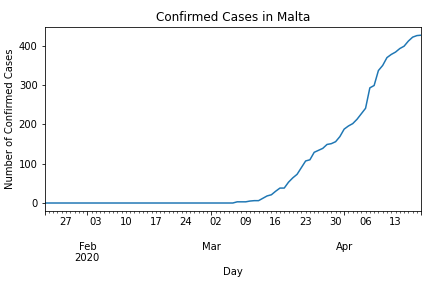 Confirmed Cases in Malta
Number of Confirmed Cases
400
300
200
100
0
27 03 10 17 24 02 09 16 23 30 06 13
Feb Mar Apr
2020
Day